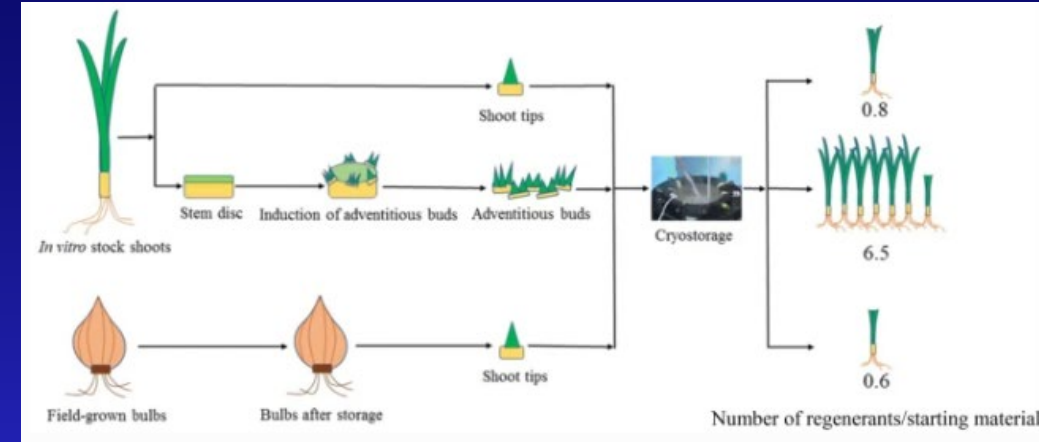 0.8
Shoot tips
Stem disc
Induction of adventitious buds
Adventitious buds
Cryostorage
In vitro stock shoots
6.5
Shoot tips
0.6
Field-grown bulbs
Bulbs after storage
Number of regenerants/starting material